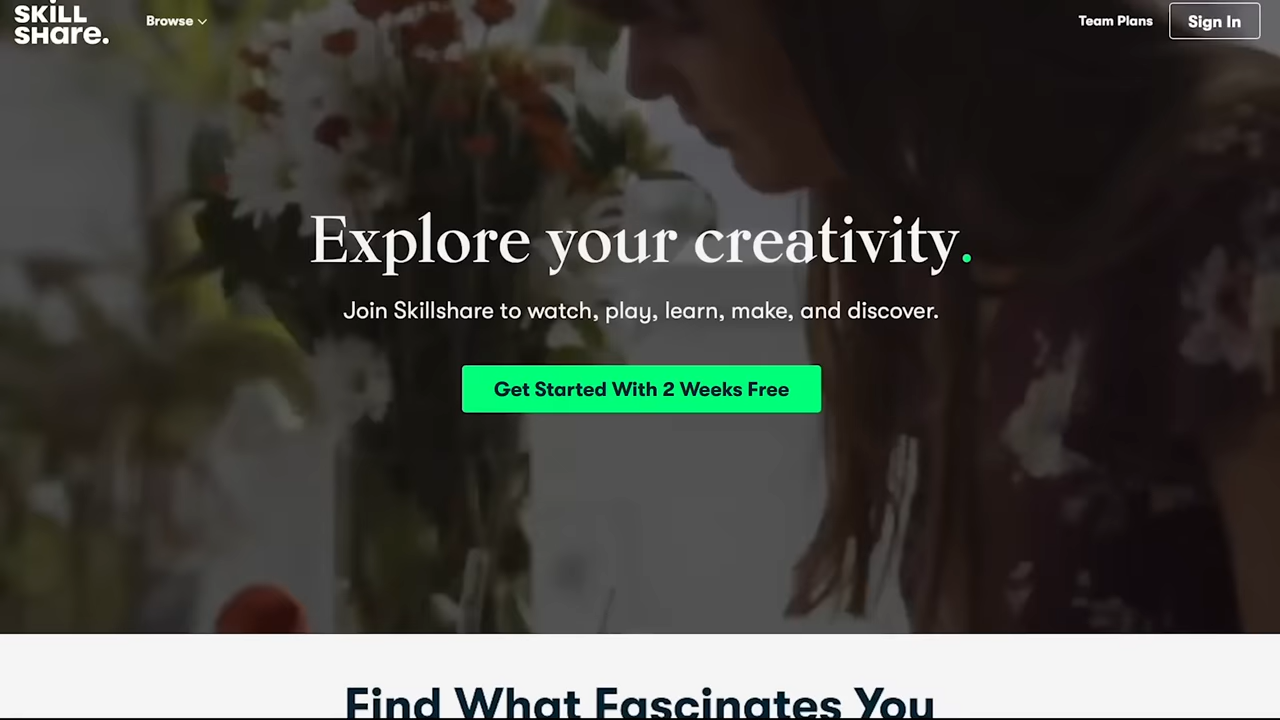 SKiLL
SHare.
Browse
Team Plans
Sign In
Explore your creativity.
Join Skillshare to watch, play, learn, make, and discover.
Get Started With 2 Weeks Free
Find What Fascinates You